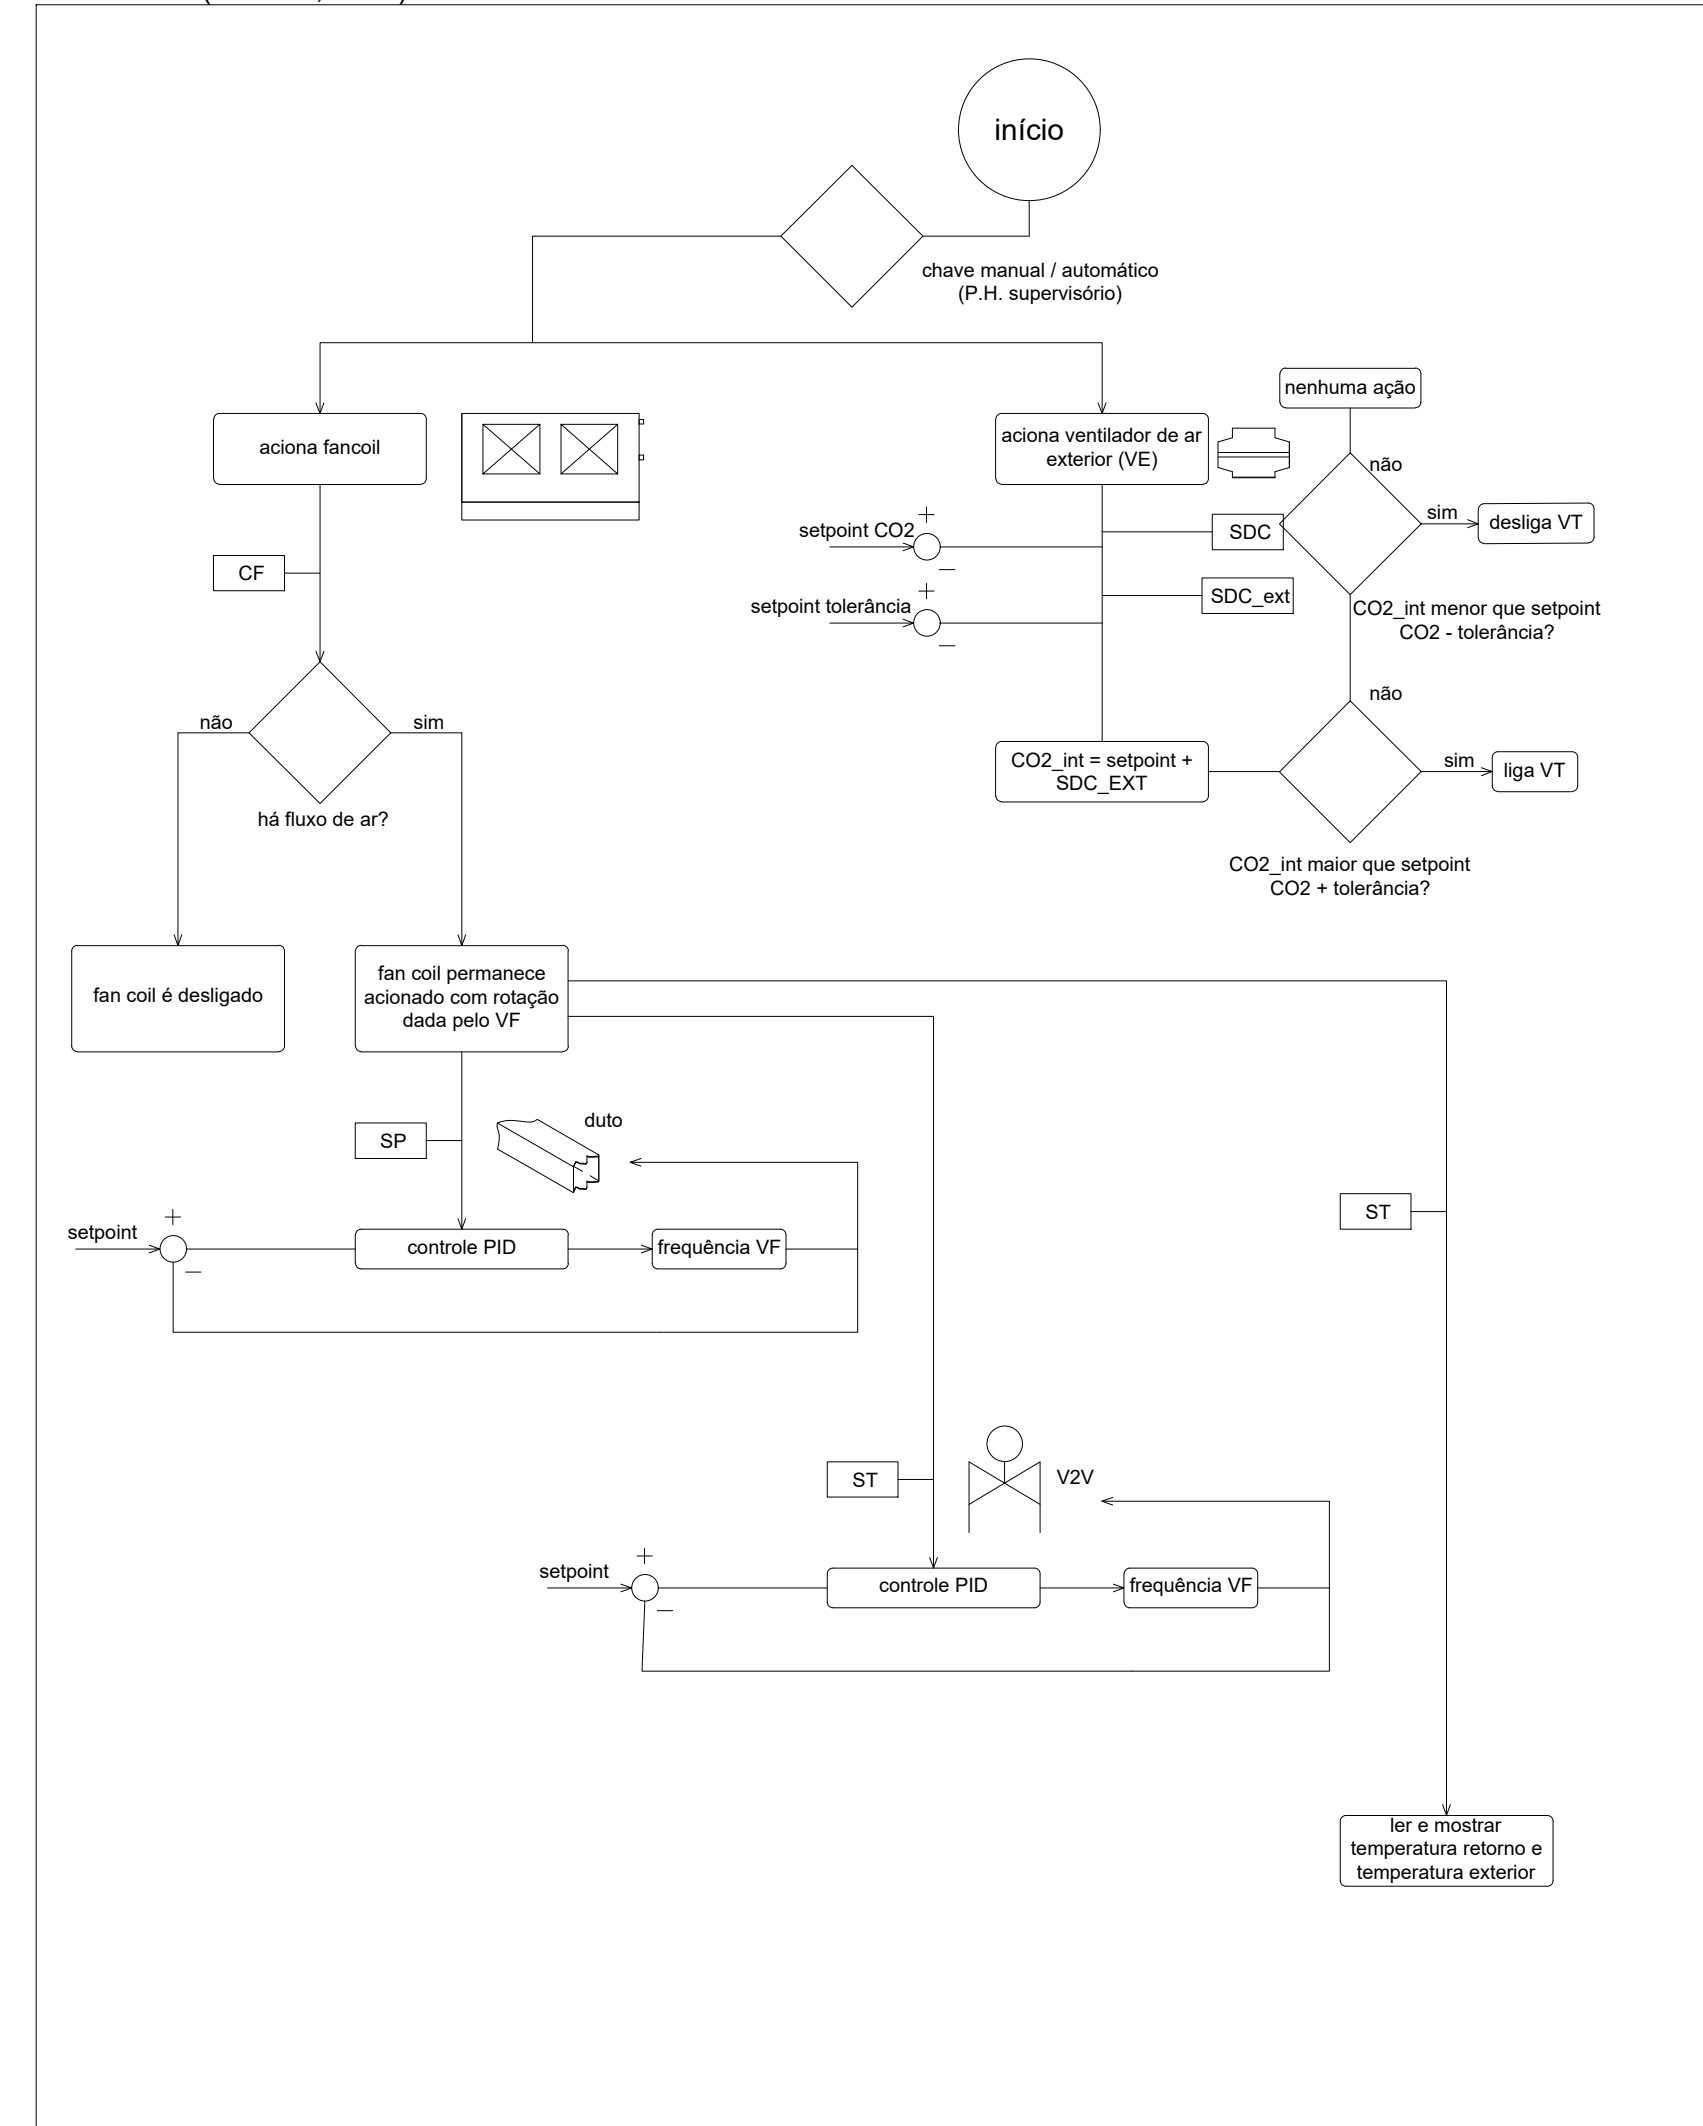 início
chave manual / automático
(P.H. supervisório)
nenhuma ação
aciona fancoil
aciona ventilador de ar
exterior (VE)
não
sim
desliga VT
setpoint CO2
+
_
SDC
CF
setpoint tolerância
+
_
SDC_ext
CO2_int menor que setpoint
CO2 - tolerância?
não
não
sim
há fluxo de ar?
CO2_int = setpoint +
SDC_EXT
sim
liga VT
CO2_int maior que setpoint
CO2 + tolerância?
fan coil é desligado
fan coil permanece
acionado com rotação
dada pelo VF
SP
duto
ST
setpoint
+
_
controle PID
frequência VF
ST
V2V
setpoint
+
_
controle PID
frequência VF
ler e mostrar
temperatura retorno e
temperatura exterior